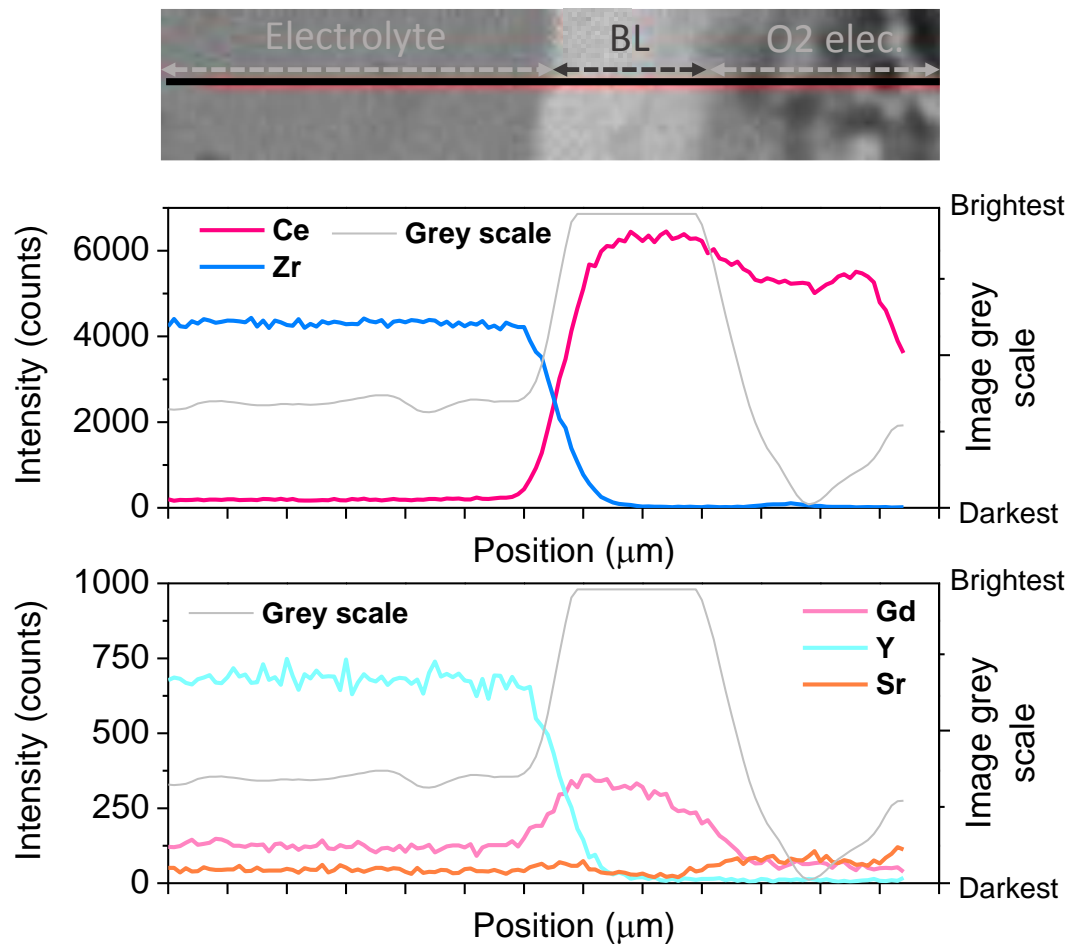 Electrolyte BL O2 elec.
Ce Grey scale
Zr
Intensity (counts)
6000
4000
2000
0
Brightest
Image grey
scale
Darkest
Position (μm)
Grey scale
Gd
Y
Sr
Intensity (counts)
1000
750
500
250
0
Brightest
Image grey
scale
Darkest
Position (μm)